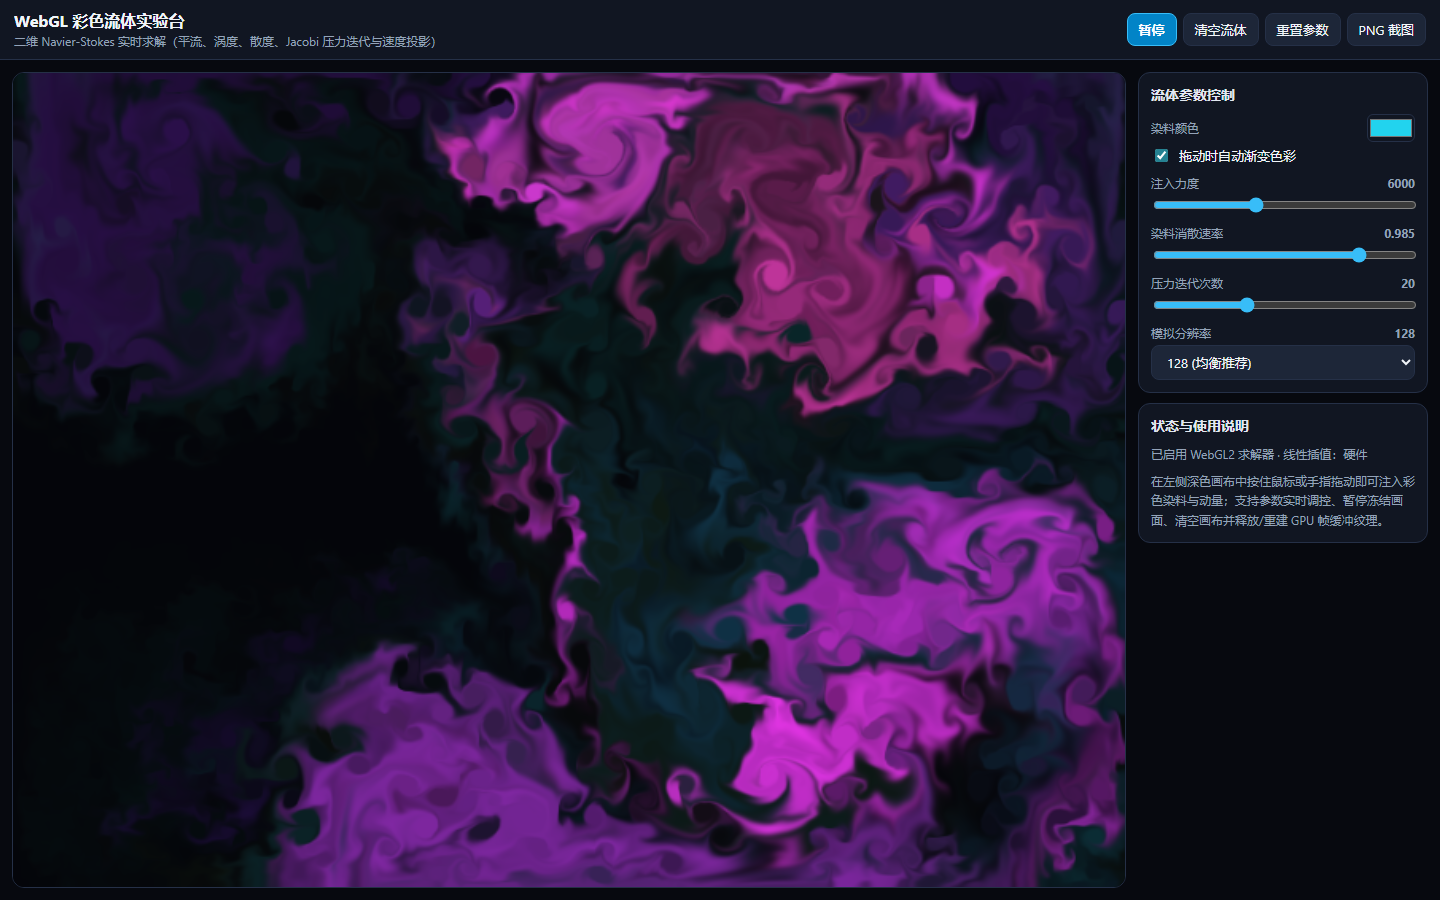 WebGL 彩色流体实验台
二维 Navier-Stokes 实时求解（平流、涡度、散度、Jacobi 压力迭代与速度投影）
暂停
清空流体
重置参数
PNG 截图
流体参数控制
染料颜色
拖动时自动渐变色彩
注入力度 6000
染料消散速率 0.985
压力迭代次数 20
模拟分辨率 128
128 (均衡推荐)
状态与使用说明
已启用 WebGL2 求解器 · 线性插值：硬件
在左侧深色画布中按住鼠标或手指拖动即可注入彩
色染料与动量；支持参数实时调控、暂停冻结画
面、清空画布并释放/重建 GPU 帧缓冲纹理。